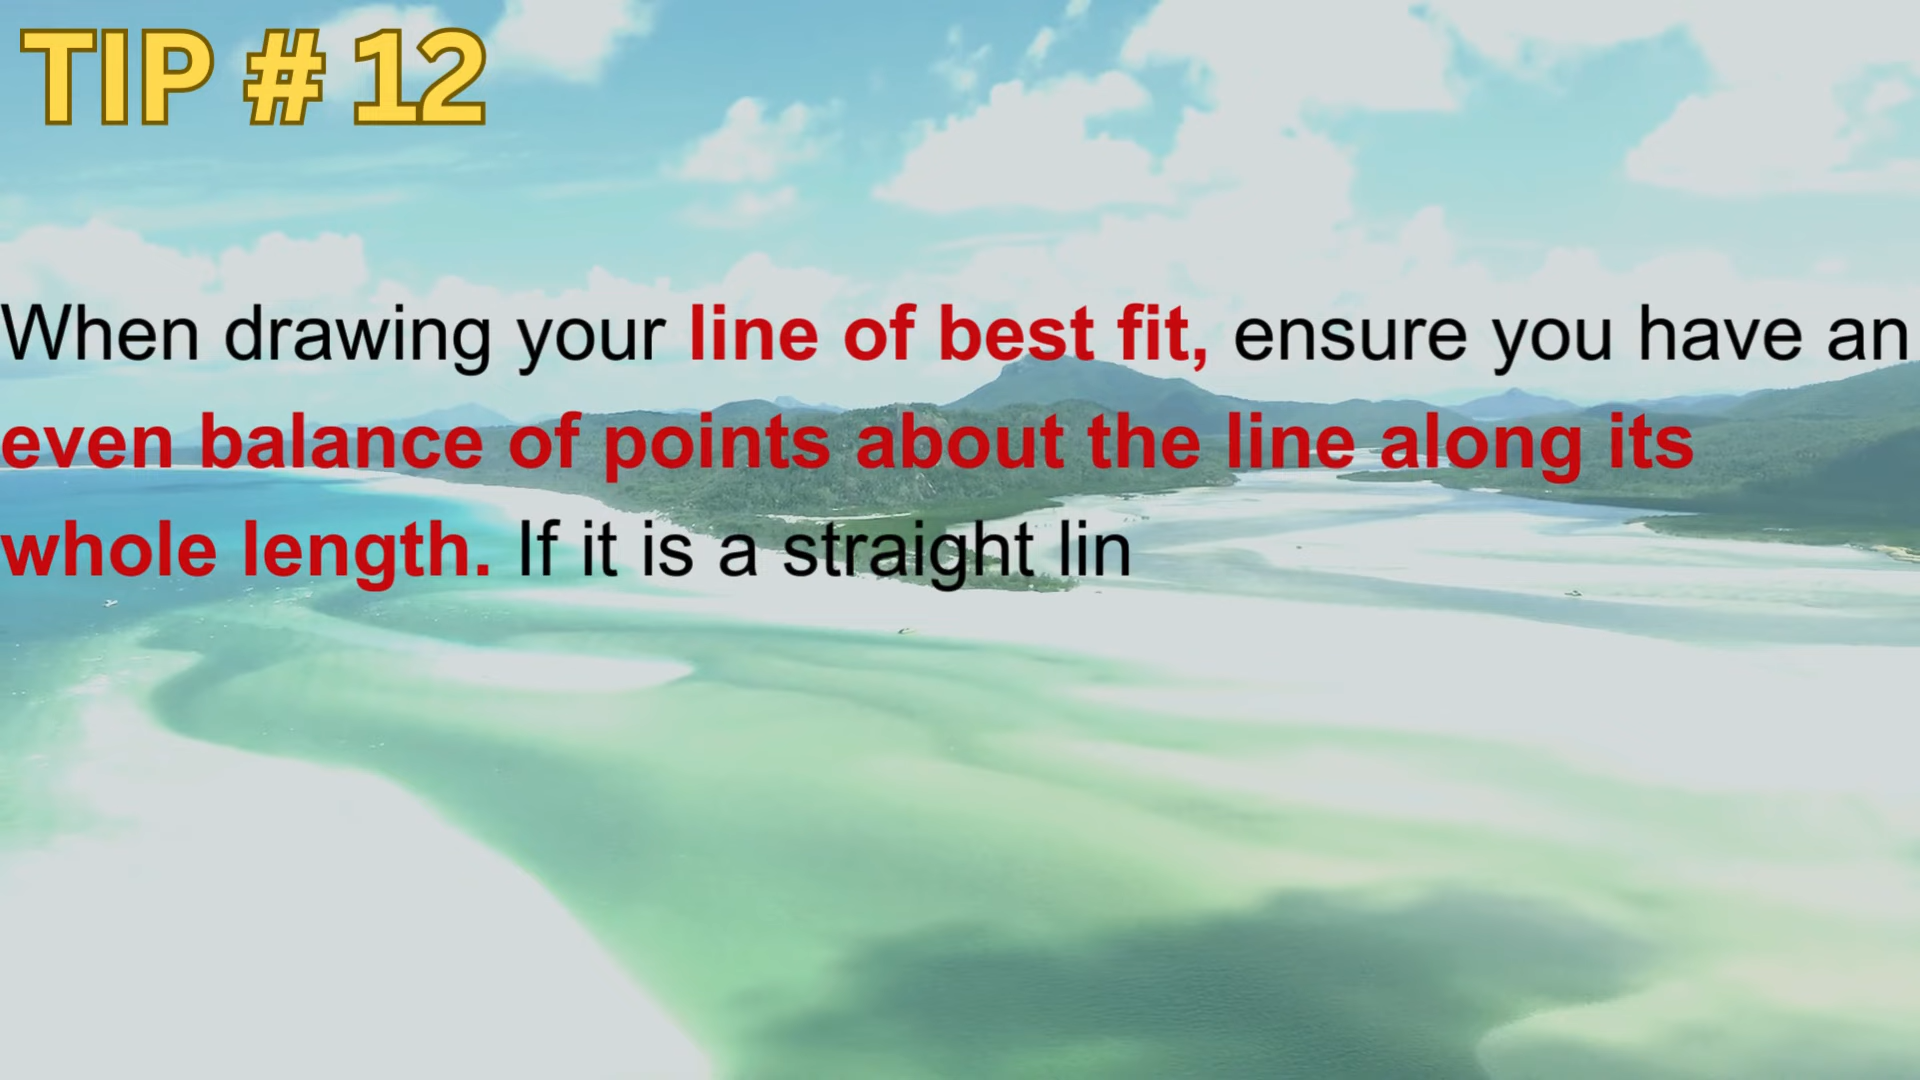 TIP # 12
When drawing your line of best fit, ensure you have an
even balance of points about the line along its
whole length. If it is a straight lin